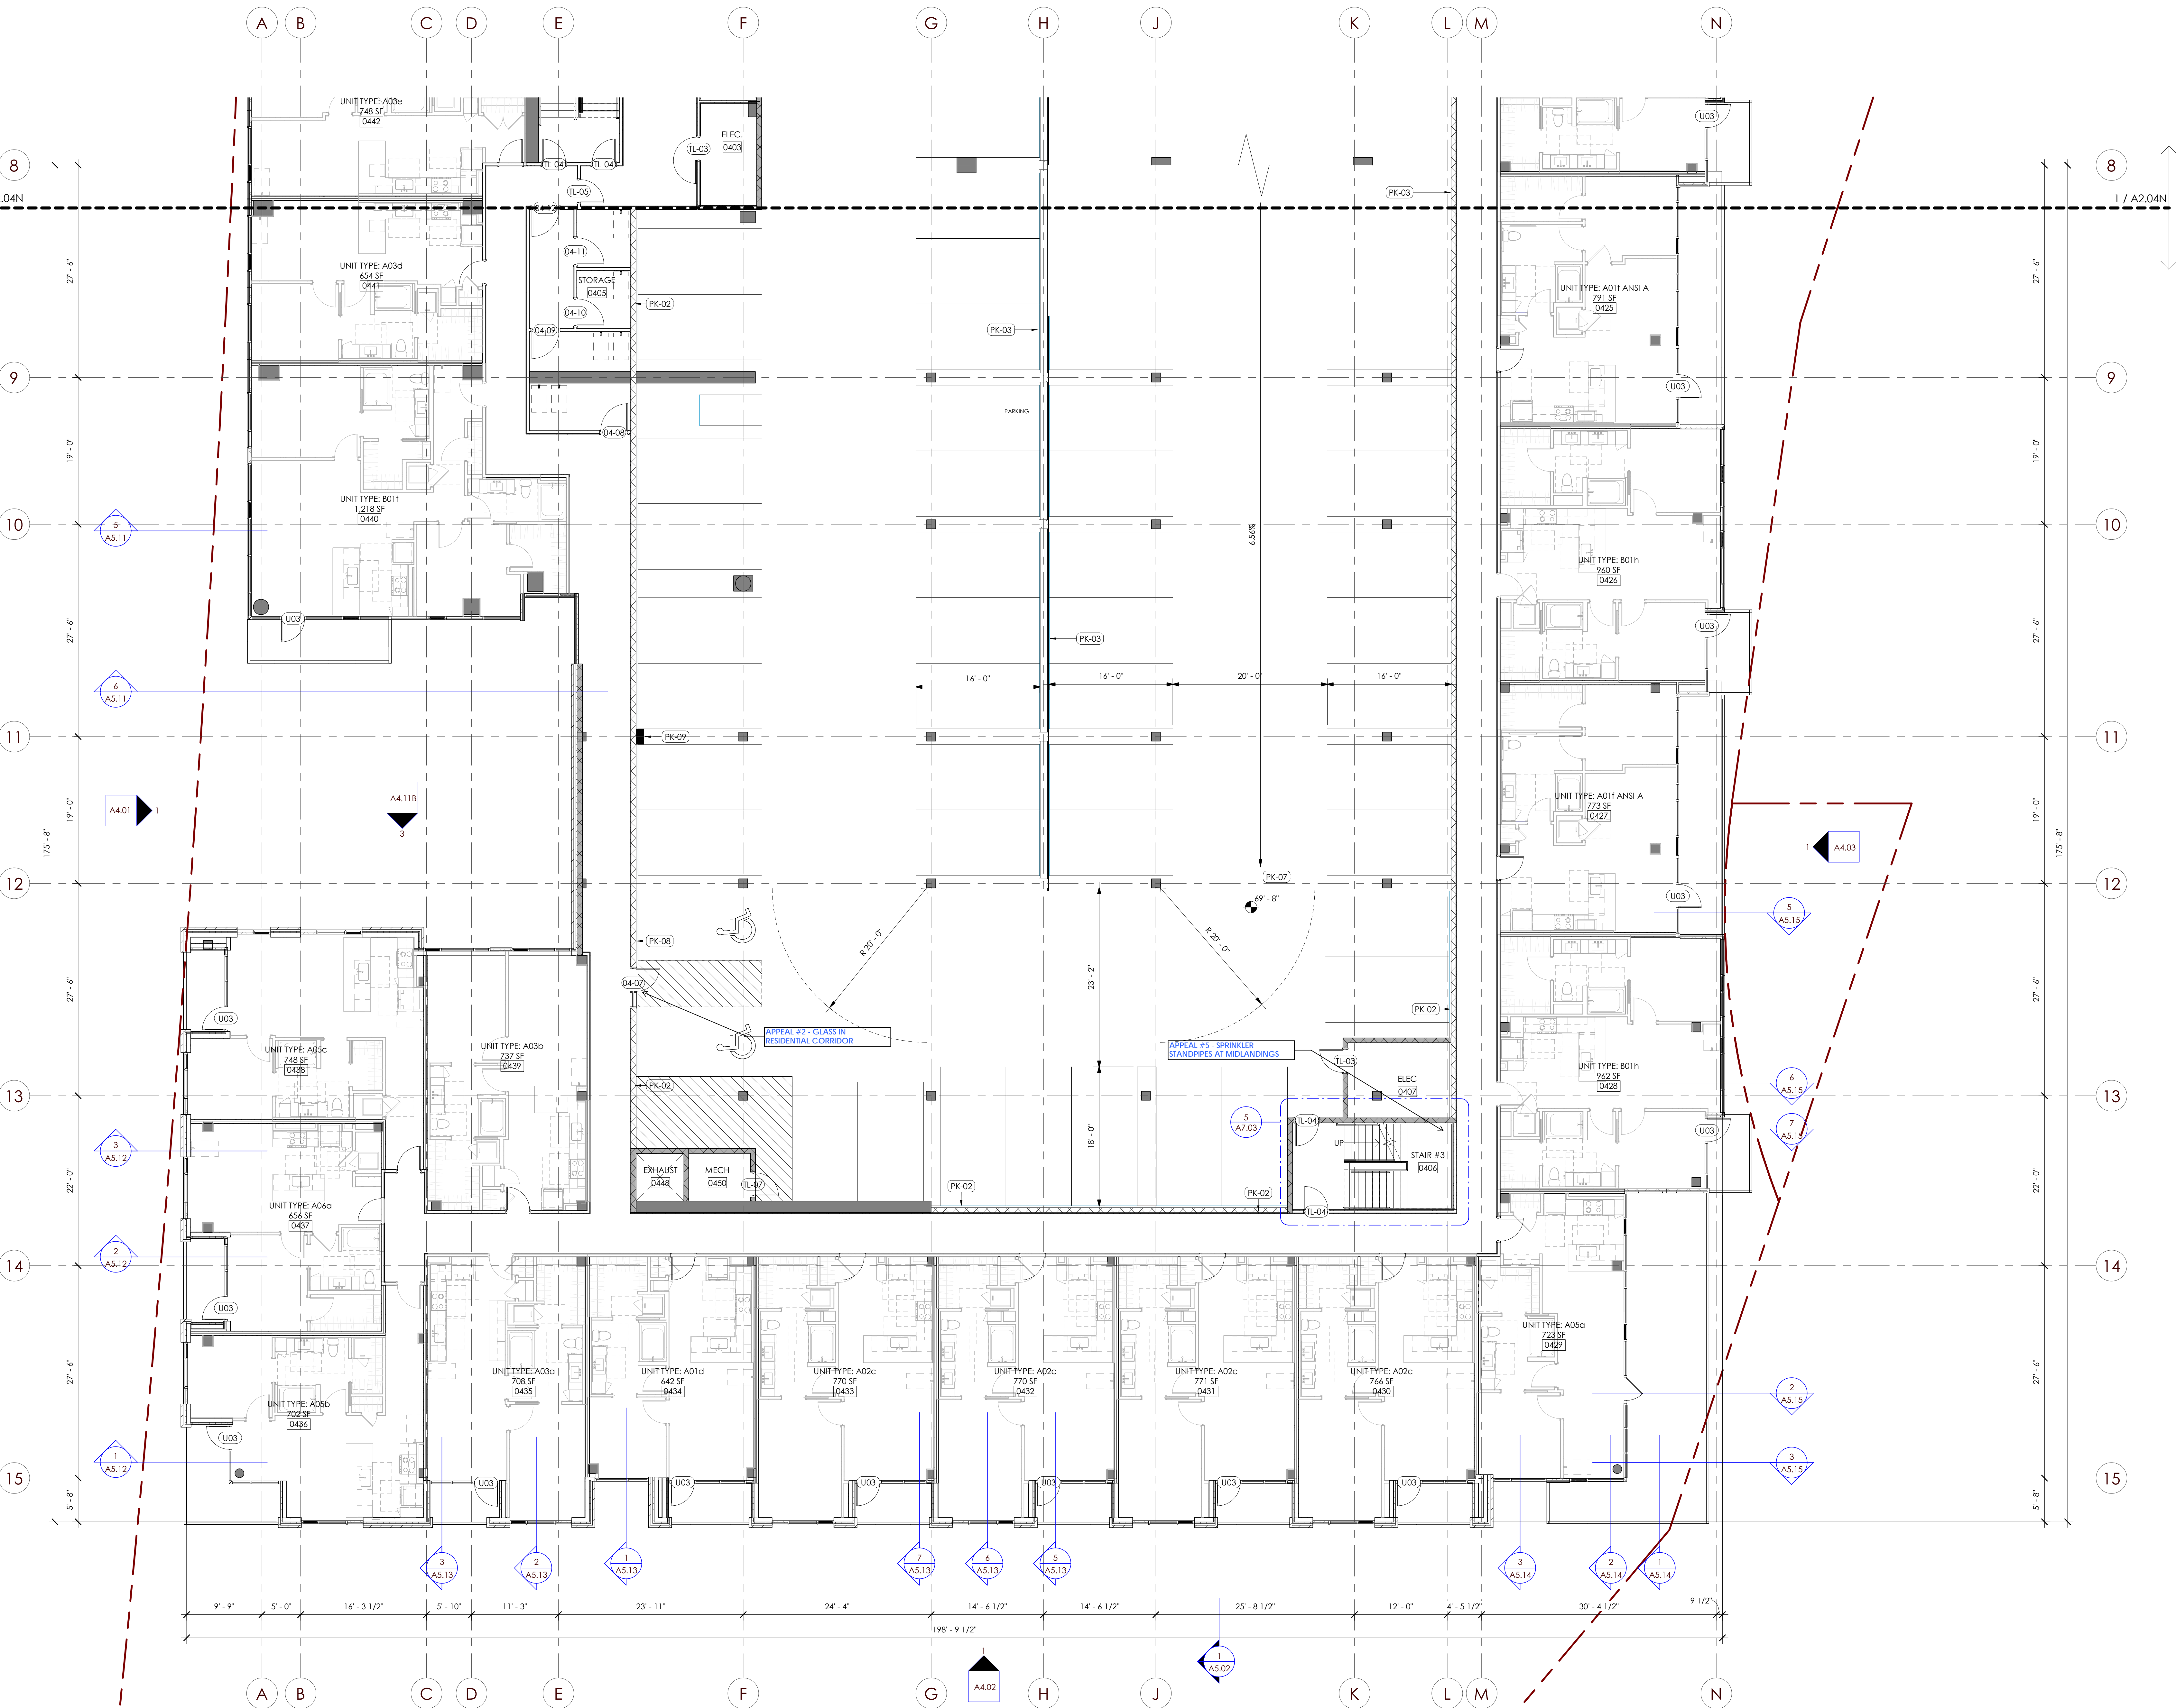 A B C D E F G H J K L M N
UNIT TYPE: A03e
748 SF
0442
ELEC.
0403
TL-03
TL-04
TL-04
TL-05
U03
8
8
PK-03
.04N
1 / A2.04N
04-12
04-11
STORAGE
0405
04-10
04-09
04-08
UNIT TYPE: A03d
654 SF
0441
27' - 6"
PK-02
PK-03
UNIT TYPE: A01f ANSI A
791 SF
0425
27' - 6"
9
9
U03
PARKING
19' - 0"
19' - 0"
UNIT TYPE: B01f
1,218 SF
0440
10
10
5
A5.11
6.56%
UNIT TYPE: B01h
960 SF
0426
U03
U03
27' - 6"
27' - 6"
PK-03
6
A5.11
16' - 0"
16' - 0"
20' - 0"
16' - 0"
11
11
PK-09
A4.01
1
A4.11B
3
19' - 0"
175' - 8"
UNIT TYPE: A01f ANSI A
773 SF
0427
19' - 0"
175' - 8"
1
A4.03
12
12
PK-07
69' - 8"
U03
5
A5.15
PK-08
R 20' - 0"
R 20' - 0"
23' - 2"
27' - 6"
27' - 6"
04-07
U03
PK-02
APPEAL #2 - GLASS IN
RESIDENTIAL CORRIDOR
APPEAL #5 - SPRINKLER
STANDPIPES AT MIDLANDINGS
UNIT TYPE: A05c
748 SF
0438
UNIT TYPE: A03b
737 SF
0439
TL-03
ELEC
0407
UNIT TYPE: B01h
962 SF
0428
6
A5.15
13
13
PK-02
5
A7.03
TL-04
U03
7
A5.15
3
A5.12
18' - 0"
UP
STAIR #3
0406
EXHAUST
0448
MECH
0450
TL-07
PK-02
PK-02
TL-04
22' - 0"
22' - 0"
UNIT TYPE: A06a
656 SF
0437
2
A5.12
14
14
U03
UNIT TYPE: A05a
723 SF
0429
UNIT TYPE: A05b
702 SF
0436
UNIT TYPE: A03a
708 SF
0435
UNIT TYPE: A01d
642 SF
0434
UNIT TYPE: A02c
770 SF
0433
UNIT TYPE: A02c
770 SF
0432
UNIT TYPE: A02c
771 SF
0431
UNIT TYPE: A02c
766 SF
0430
27' - 6"
27' - 6"
2
A5.15
U03
1
A5.12
3
A5.15
15
15
U03
U03
U03
U03
U03
U03
5' - 8"
5' - 8"
3
A5.13
2
A5.13
1
A5.13
7
A5.13
6
A5.13
5
A5.13
3
A5.14
2
A5.14
1
A5.14
9' - 9"
5' - 0"
16' - 3 1/2"
5' - 10"
11' - 3"
23' - 11"
24' - 4"
14' - 6 1/2"
14' - 6 1/2"
25' - 8 1/2"
12' - 0"
4' - 5 1/2"
30' - 4 1/2"
9 1/2"
198' - 9 1/2"
1
A4.02
1
A5.02
A B C D E F G H J K L M N